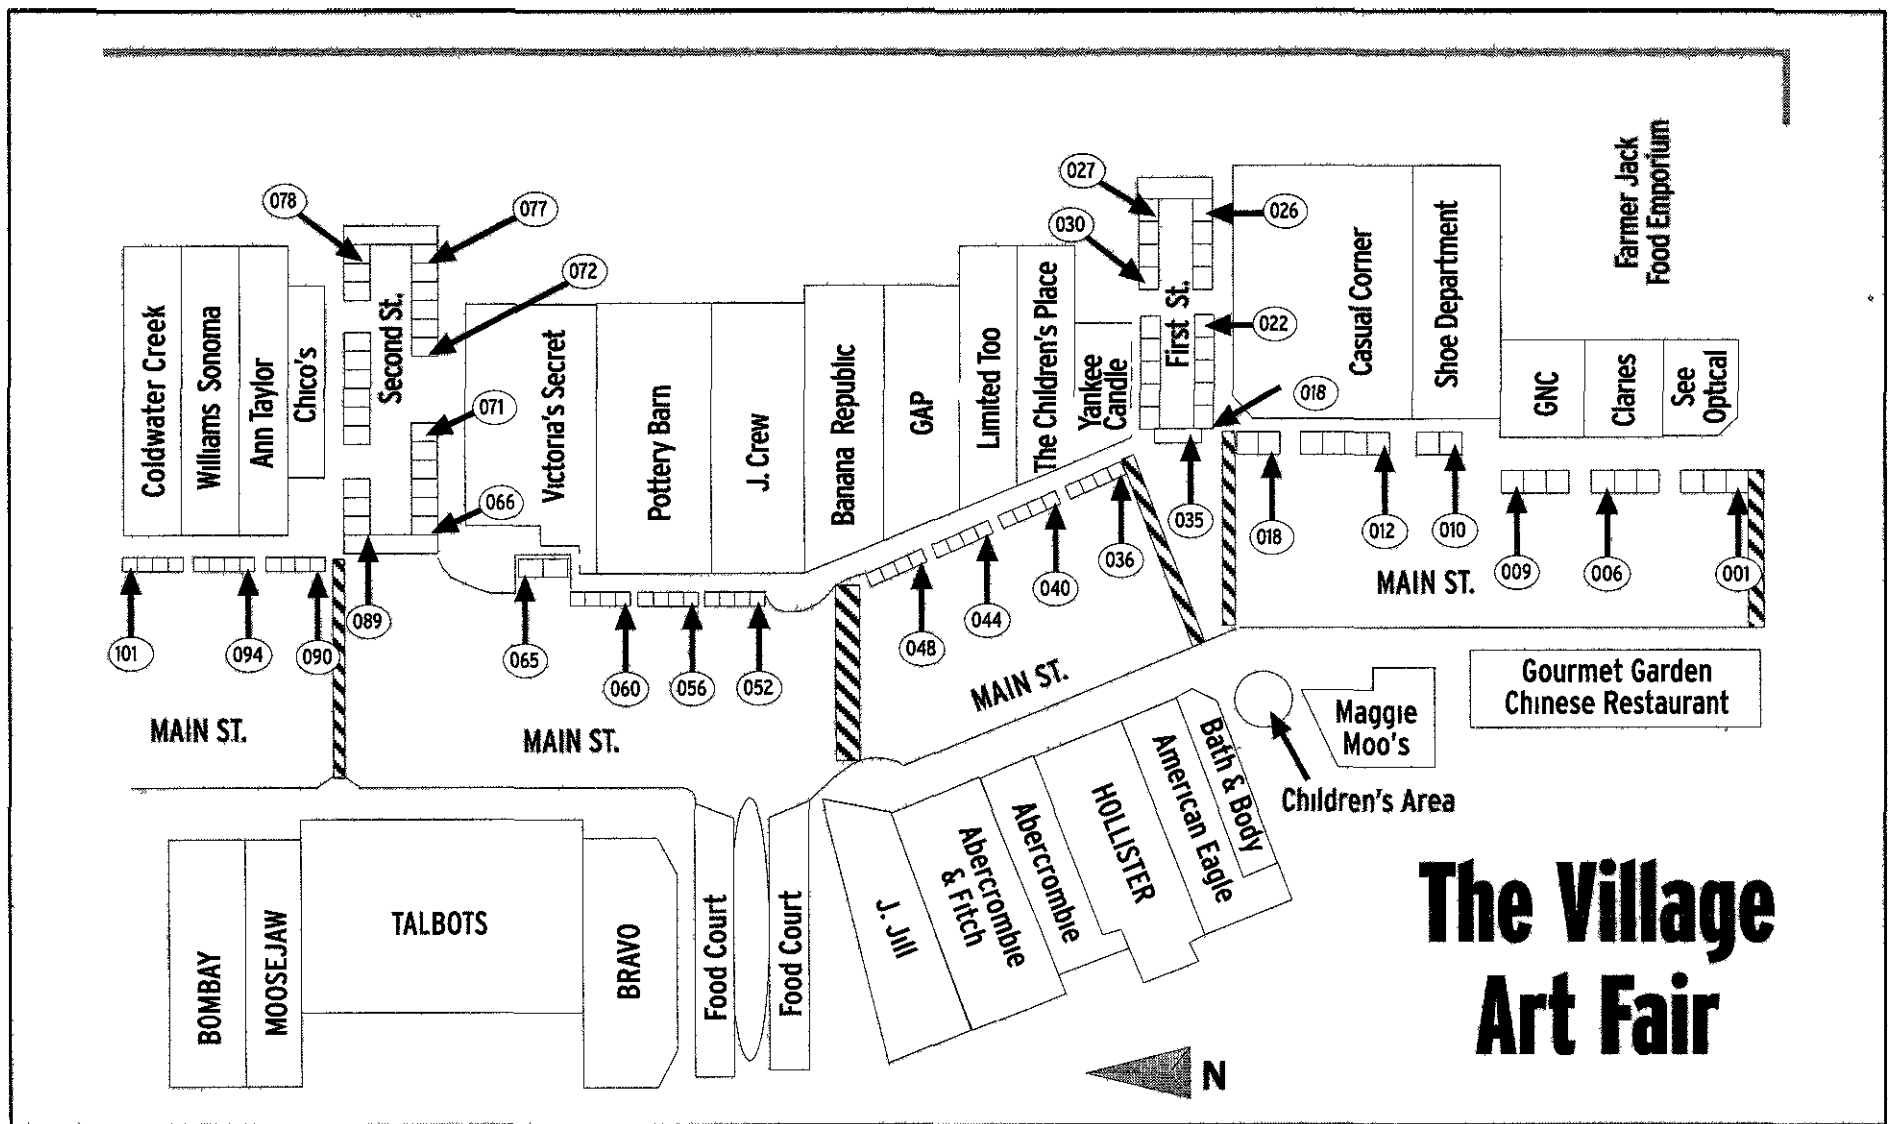 Farmer Jack
Food Emporium
027
026
030
078
077
072
022
018
071
066
Coldwater Creek
Williams Sonoma
Ann Taylor
Chico's
Second St.
Victoria's Secret
Pottery Barn
J. Crew
Banana Republic
GAP
Limited Too
The Children's Place
Yankee
Candle
First St.
Casual Corner
Shoe Department
GNC
Claries
See
Optical
101
094
090
089
065
060
056
052
048
044
040
036
035
018
012
010
009
006
001
MAIN ST.
MAIN ST.
MAIN ST.
MAIN ST.
Gourmet Garden
Chinese Restaurant
Maggie
Moo's
Children's Area
BOMBAY
MOOSEJAW
TALBOTS
BRAVO
Food Court
Food Court
J. Jill
Abercrombie
& Fitch
Abercrombie
HOLLISTER
American Eagle
Bath & Body
The Village
Art Fair
N